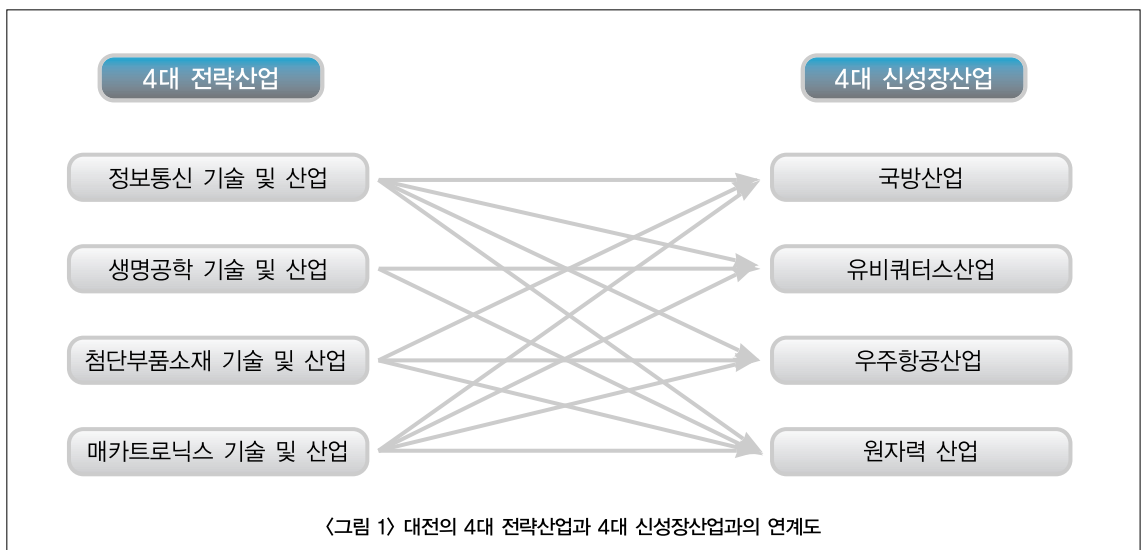 4대 전략산업
4대 신성장산업
정보통신 기술 및 산업
국방산업
생명공학 기술 및 산업
유비쿼터스산업
첨단부품소재 기술 및 산업
우주항공산업
매카트로닉스 기술 및 산업
원자력 산업
〈그림 1〉 대전의 4대 전략산업과 4대 신성장산업과의 연계도